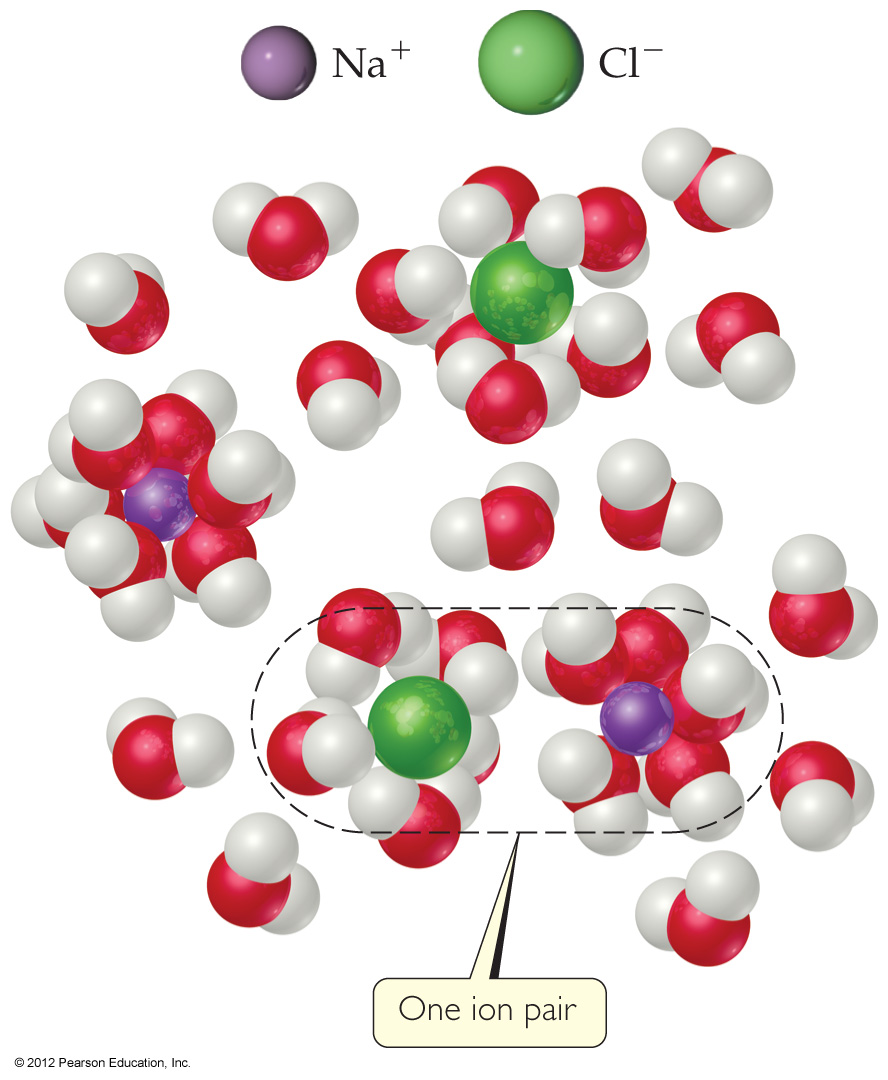 Na⁺
Cl⁻
One ion pair
© 2012 Pearson Education, Inc.